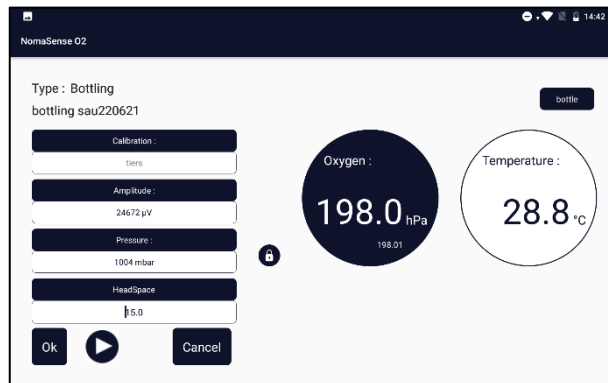 14:42
NomaSense O2
Type : Bottling
bottling sau220621
bottle
Calibration :
tiers
Amplitude :
24672 µV
Pressure :
1004 mbar
HeadSpace
15.0
Ok
Cancel
Oxygen :
198.0 hPa
198.01
Temperature :
28.8 °C